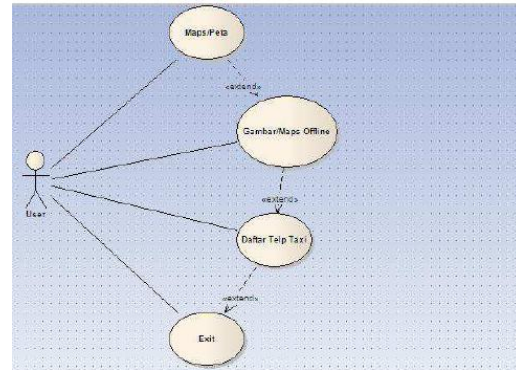 Maps/Peta
«extend»
Gambar/Maps Offline
«extend»
User
Daftar Telp Taxi
«extend»
Exit